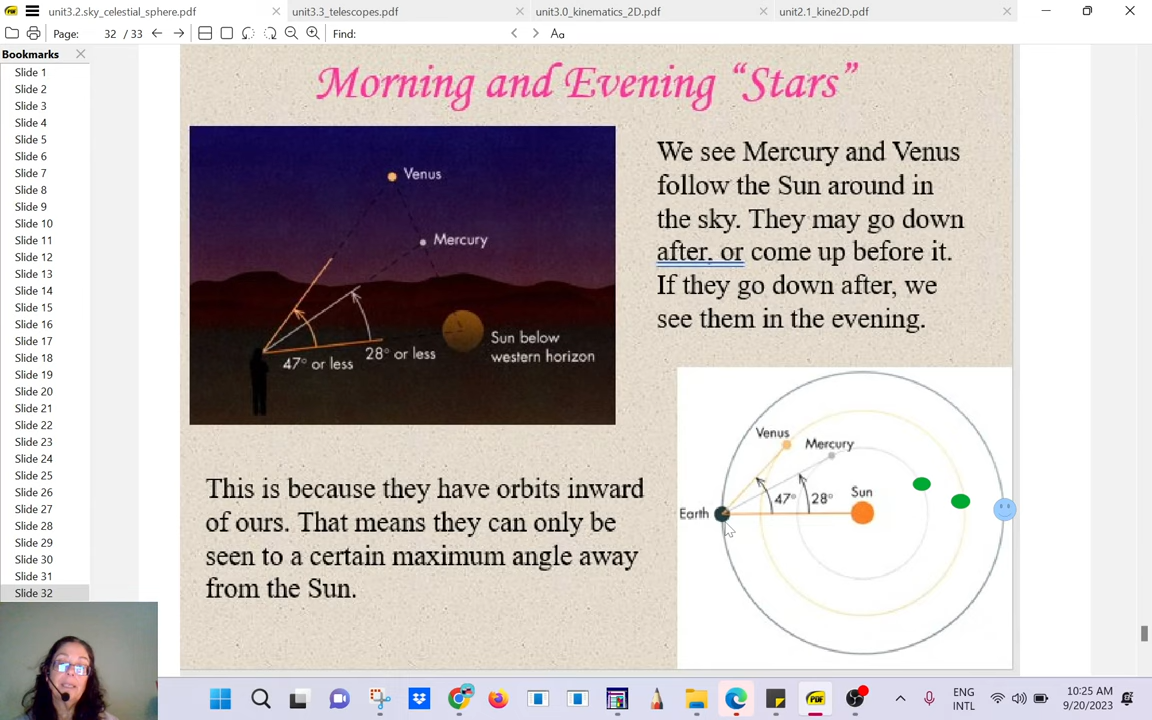 unit3.2.sky_celestial_sphere.pdf
unit3.3_telescopes.pdf
unit3.0_kinematics_2D.pdf
unit2.1_kine2D.pdf
Page: 32 / 33
Find:
Aa
Bookmarks
Slide 1
Slide 2
Slide 3
Slide 4
Slide 5
Slide 6
Slide 7
Slide 8
Slide 9
Slide 10
Slide 11
Slide 12
Slide 13
Slide 14
Slide 15
Slide 16
Slide 17
Slide 18
Slide 19
Slide 20
Slide 21
Slide 22
Slide 23
Slide 24
Slide 25
Slide 26
Slide 27
Slide 28
Slide 29
Slide 30
Slide 31
Slide 32
Morning and Evening “Stars”
Venus
Mercury
Sun below
western horizon
28° or less
47° or less
We see Mercury and Venus
follow the Sun around in
the sky. They may go down
after, or come up before it.
If they go down after, we
see them in the evening.
This is because they have orbits inward
of ours. That means they can only be
seen to a certain maximum angle away
from the Sun.
Venus
Mercury
47°
28°
Sun
Earth
PDF
ENG
INTL
10:25 AM
9/20/2023